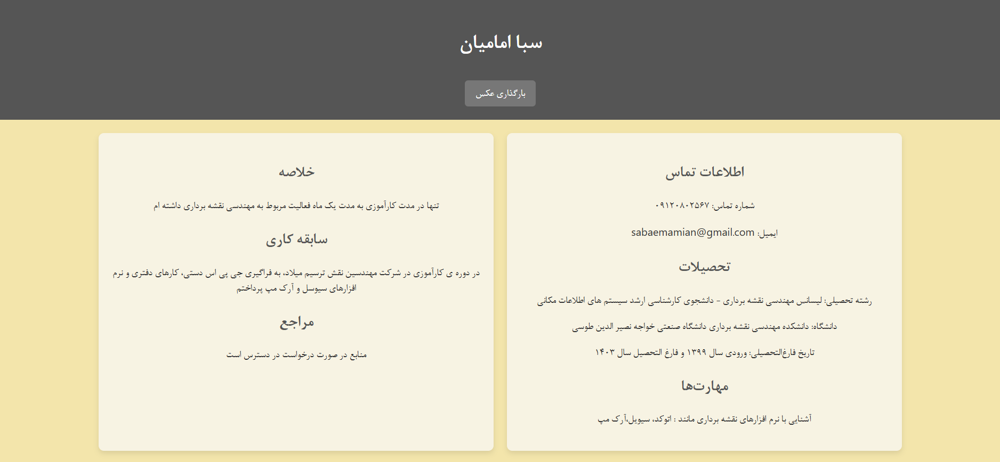 سبا امامیان
بارگذاری عکس
اطلاعات تماس
شماره تماس: ۰۹۱۲۰۸۰۲۵۶۷
ایمیل: sabaemamian@gmail.com
تحصیلات
رشته تحصیلی: لیسانس مهندسی نقشه برداری - دانشجوی کارشناسی ارشد سیستم های اطلاعات مکانی
دانشگاه: دانشکده مهندسی نقشه برداری دانشگاه صنعتی خواجه نصیر الدین طوسی
تاریخ فارغ‌التحصیلی: ورودی سال ۱۳۹۹ و فارغ التحصیل سال ۱۴۰۳
مهارت‌ها
آشنایی با نرم افزارهای نقشه برداری مانند : اتوکد، سیویل،آرک مپ
خلاصه
تنها در مدت کارآموزی به مدت یک ماه فعالیت مربوط به مهندسی نقشه برداری داشته ام
سابقه کاری
در دوره ی کارآموزی در شرکت مهندسین نقش ترسیم میلاد، به فراگیری جی پی اس دستی، کارهای دفتری و نرم
افزارهای سیوسل و آرک مپ پرداختم
مراجع
منابع در صورت درخواست در دسترس است